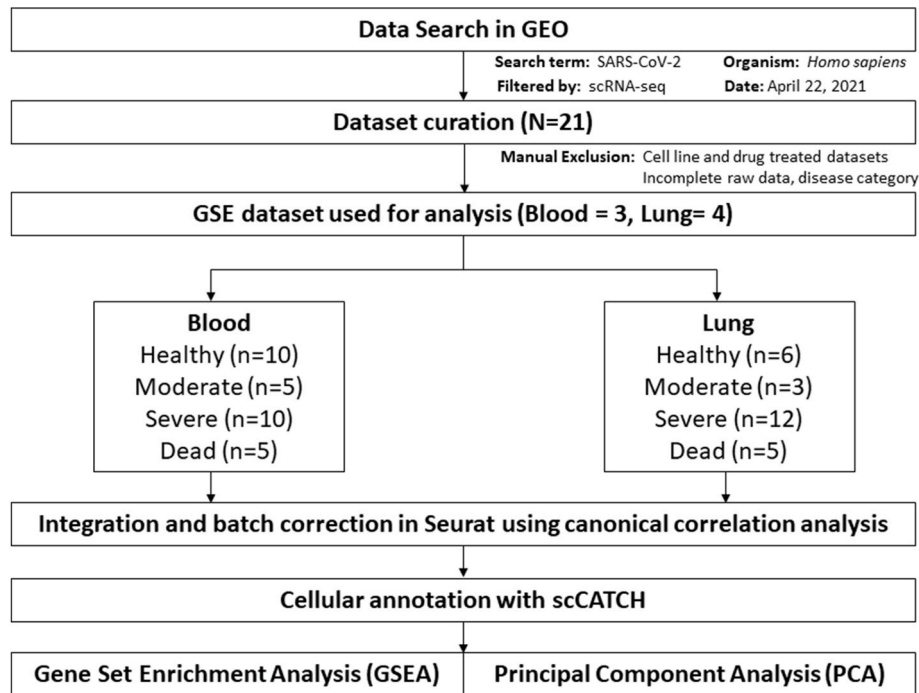 Data Search in GEO
Search term: SARS-CoV-2 Organism: Homo sapiens
Filtered by: scRNA-seq Date: April 22, 2021
Dataset curation (N=21)
Manual Exclusion: Cell line and drug treated datasets
Incomplete raw data, disease category
GSE dataset used for analysis (Blood = 3, Lung= 4)
Blood
Healthy (n=10)
Moderate (n=5)
Severe (n=10)
Dead (n=5)
Lung
Healthy (n=6)
Moderate (n=3)
Severe (n=12)
Dead (n=5)
Integration and batch correction in Seurat using canonical correlation analysis
Cellular annotation with scCATCH
Gene Set Enrichment Analysis (GSEA)
Principal Component Analysis (PCA)